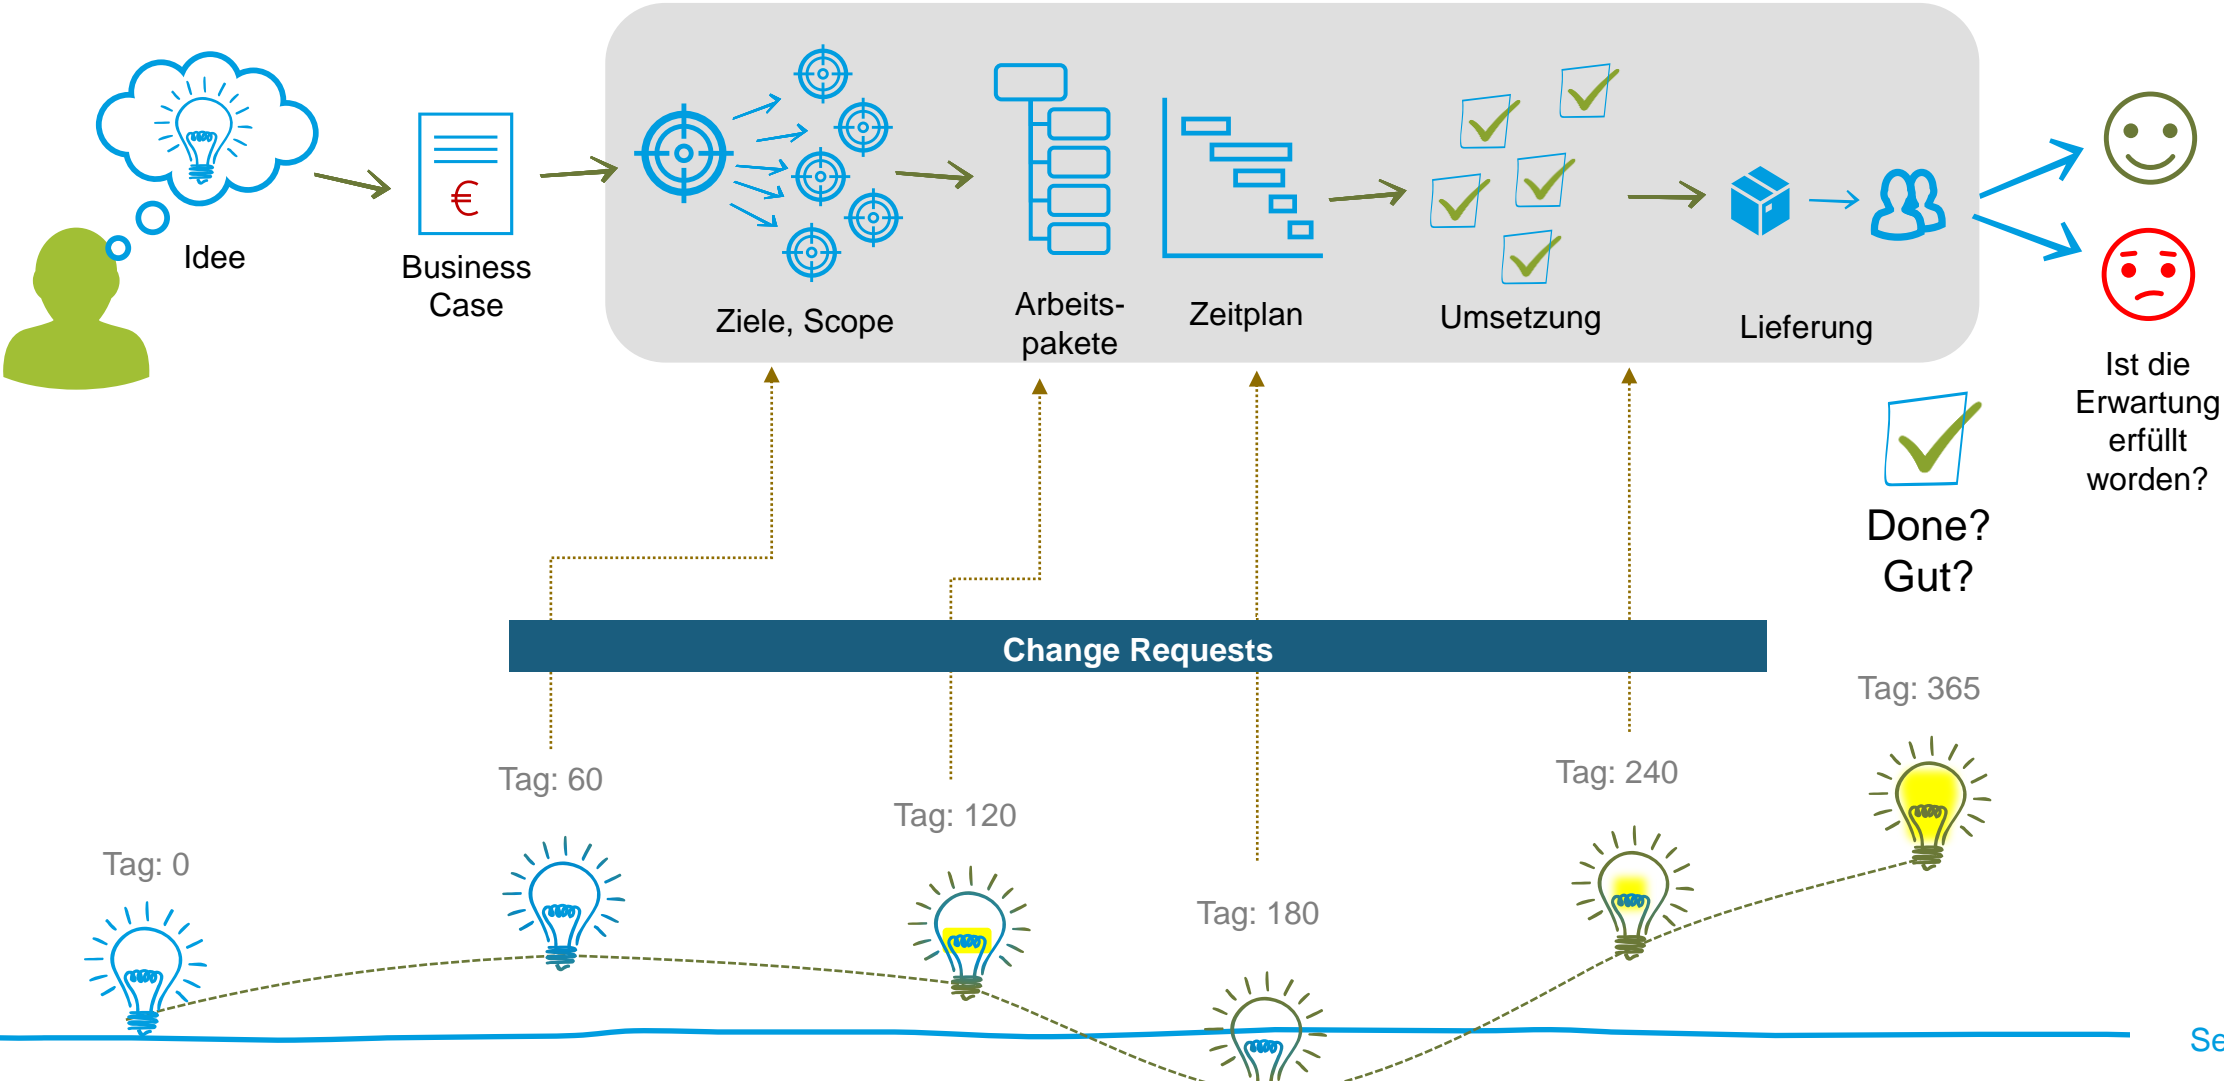 Idee
Business
Case
€
Ziele, Scope
Arbeits-
pakete
Zeitplan
Umsetzung
Lieferung
Ist die
Erwartung
erfüllt
worden?
Done?
Gut?
Change Requests
Tag: 0
Tag: 60
Tag: 120
Tag: 180
Tag: 240
Tag: 365